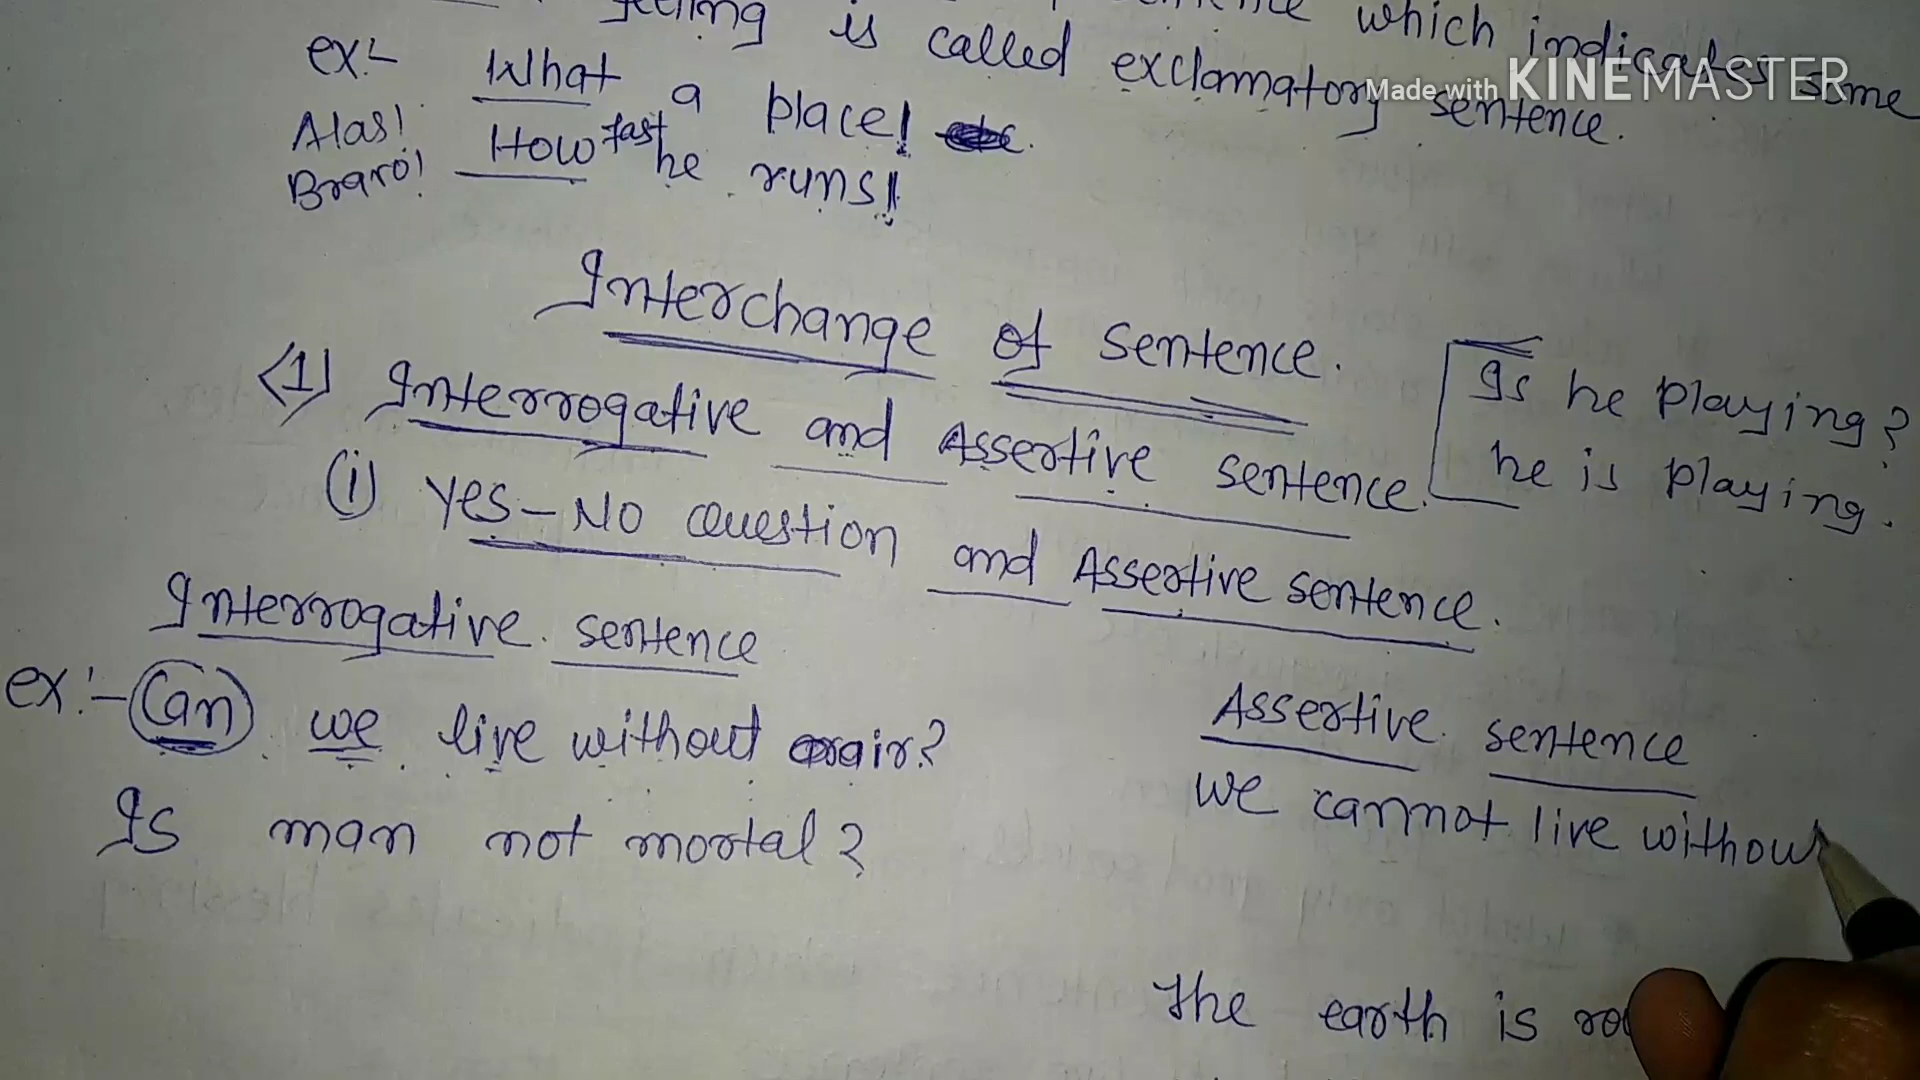 feeling is called exclamatory sentence.
which indicates some
Made with KINEMASTER
ex:- What a place!
Alas! How fast he runs!
Bravo!
Interchange of sentence.
(1) Interrogative and Assertive sentence.
Is he playing?
he is playing.
(i) Yes-No Question and Assertive sentence.
Interrogative sentence
ex:- Can we live without air?
Is man not mortal?
Assertive sentence
we cannot live without
The earth is